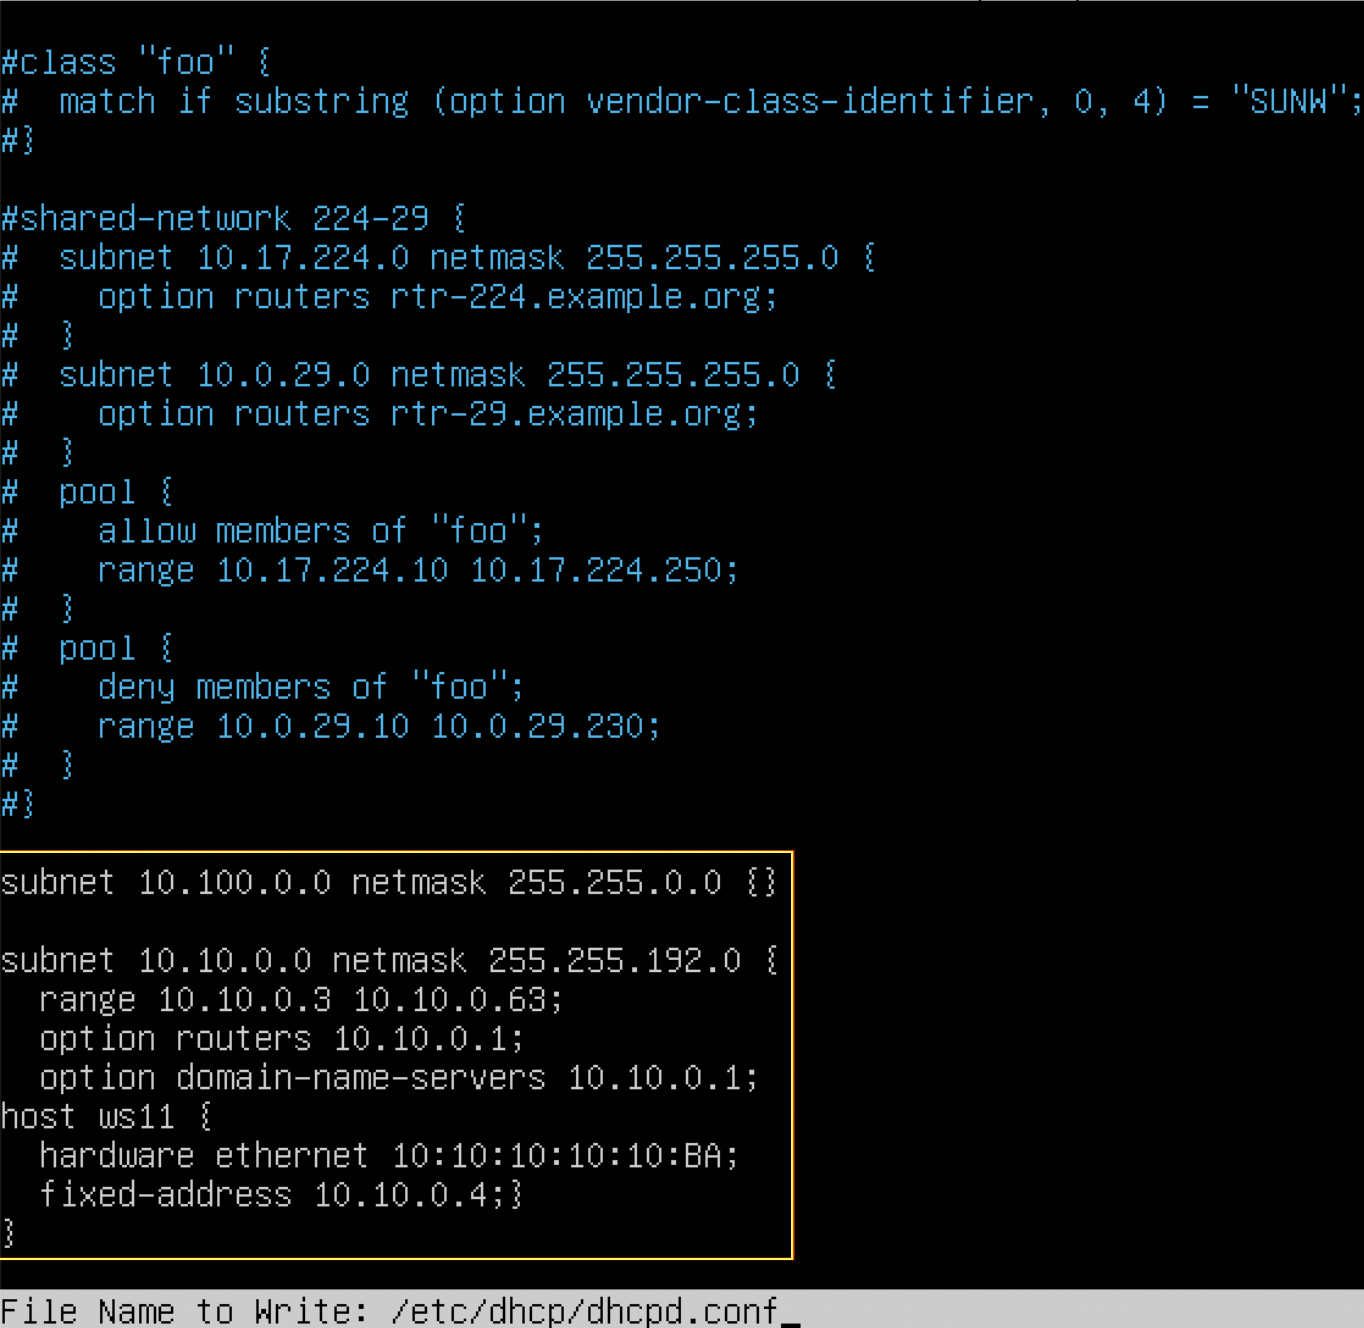 #class "foo" {
#  match if substring (option vendor-class-identifier, 0, 4) = "SUNW";
#}

#shared-network 224-29 {
#  subnet 10.17.224.0 netmask 255.255.255.0 {
#    option routers rtr-224.example.org;
#  }
#  subnet 10.0.29.0 netmask 255.255.255.0 {
#    option routers rtr-29.example.org;
#  }
#  pool {
#    allow members of "foo";
#    range 10.17.224.10 10.17.224.250;
#  }
#  pool {
#    deny members of "foo";
#    range 10.0.29.10 10.0.29.230;
#  }
#}

subnet 10.100.0.0 netmask 255.255.0.0 {}

subnet 10.10.0.0 netmask 255.255.192.0 {
  range 10.10.0.3 10.10.0.63;
  option routers 10.10.0.1;
  option domain-name-servers 10.10.0.1;
host ws11 {
  hardware ethernet 10:10:10:10:10:BA;
  fixed-address 10.10.0.4;}
}

File Name to Write: /etc/dhcp/dhcpd.conf_